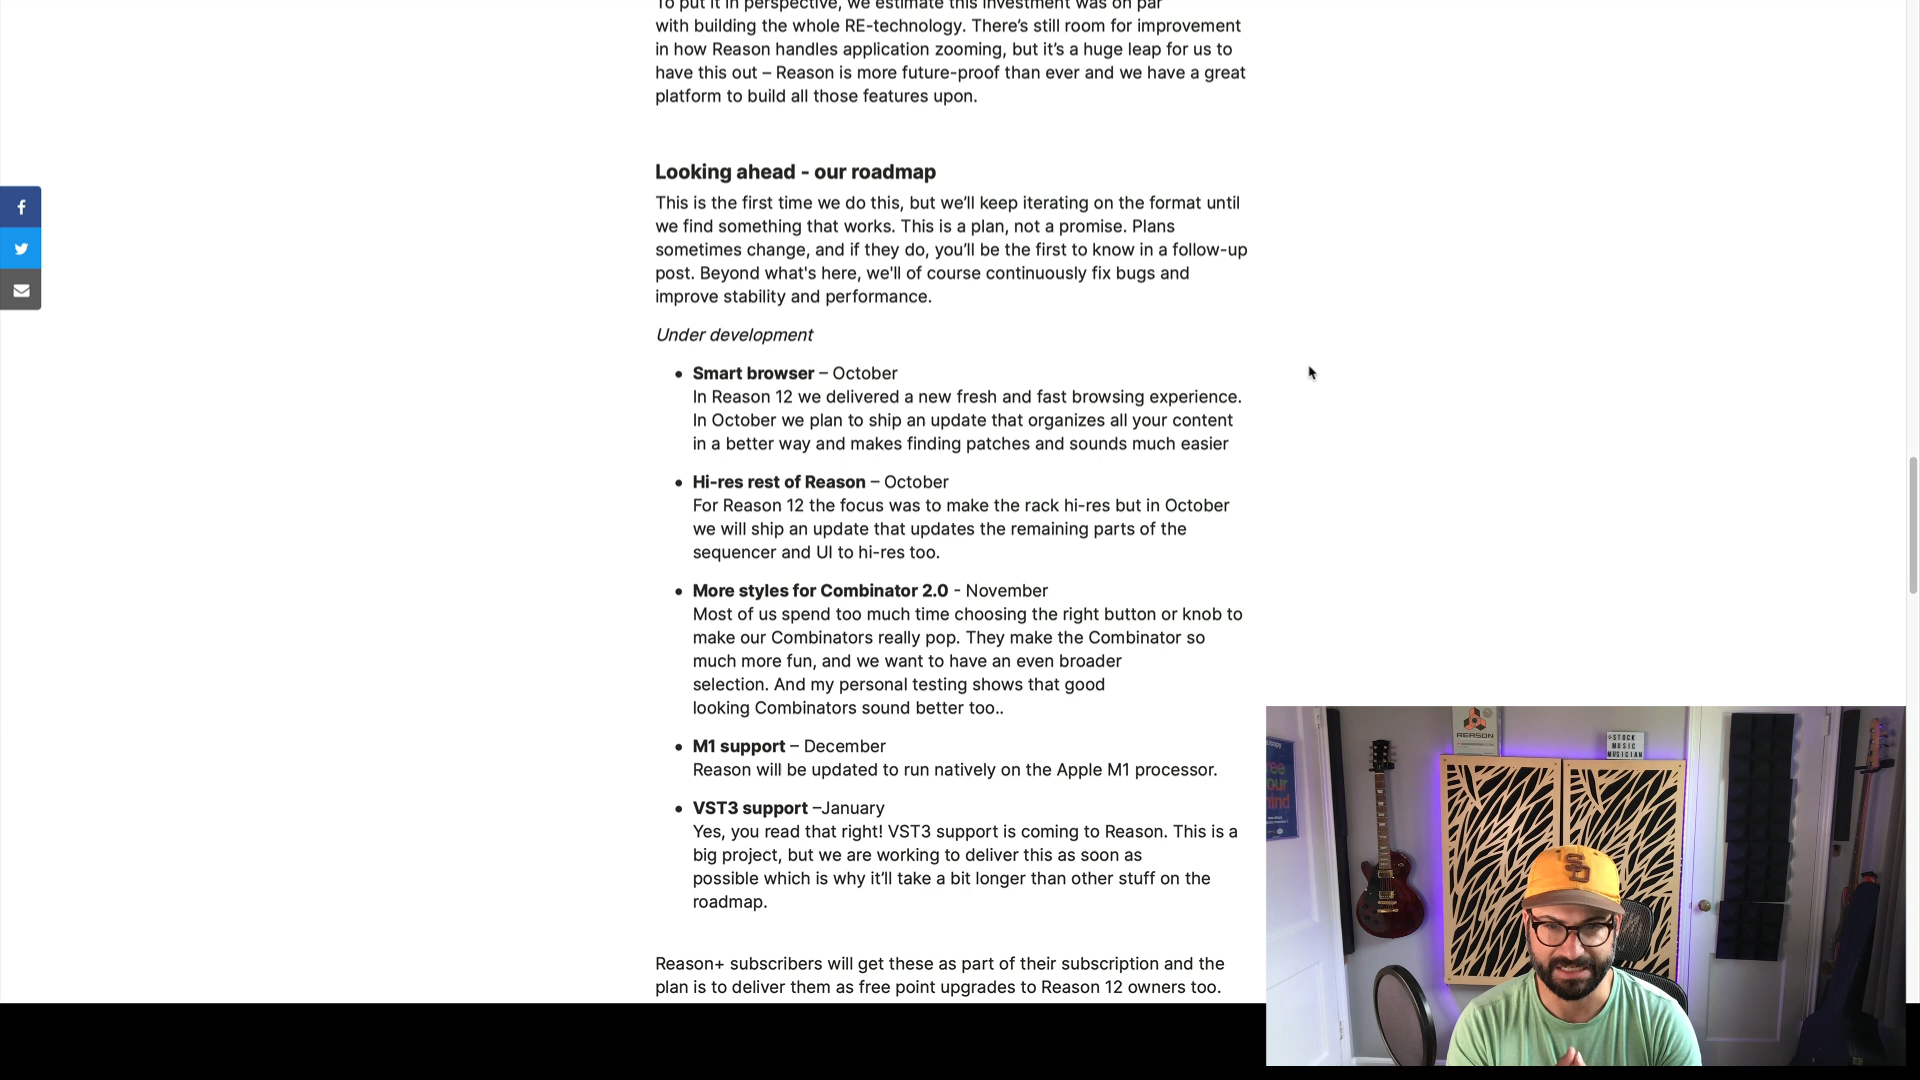 To put it in perspective, we estimate this investment was on par
with building the whole RE-technology. There’s still room for improvement
in how Reason handles application zooming, but it’s a huge leap for us to
have this out – Reason is more future-proof than ever and we have a great
platform to build all those features upon.
Looking ahead - our roadmap
This is the first time we do this, but we’ll keep iterating on the format until
we find something that works. This is a plan, not a promise. Plans
sometimes change, and if they do, you’ll be the first to know in a follow-up
post. Beyond what's here, we'll of course continuously fix bugs and
improve stability and performance.
Under development
Smart browser – October
In Reason 12 we delivered a new fresh and fast browsing experience.
In October we plan to ship an update that organizes all your content
in a better way and makes finding patches and sounds much easier
Hi-res rest of Reason – October
For Reason 12 the focus was to make the rack hi-res but in October
we will ship an update that updates the remaining parts of the
sequencer and UI to hi-res too.
More styles for Combinator 2.0 - November
Most of us spend too much time choosing the right button or knob to
make our Combinators really pop. They make the Combinator so
much more fun, and we want to have an even broader
selection. And my personal testing shows that good
looking Combinators sound better too..
M1 support – December
Reason will be updated to run natively on the Apple M1 processor.
VST3 support –January
Yes, you read that right! VST3 support is coming to Reason. This is a
big project, but we are working to deliver this as soon as
possible which is why it’ll take a bit longer than other stuff on the
roadmap.
Reason+ subscribers will get these as part of their subscription and the
plan is to deliver them as free point upgrades to Reason 12 owners too.
REASON
STOCK
MUSIC
MUSICIAN
SD